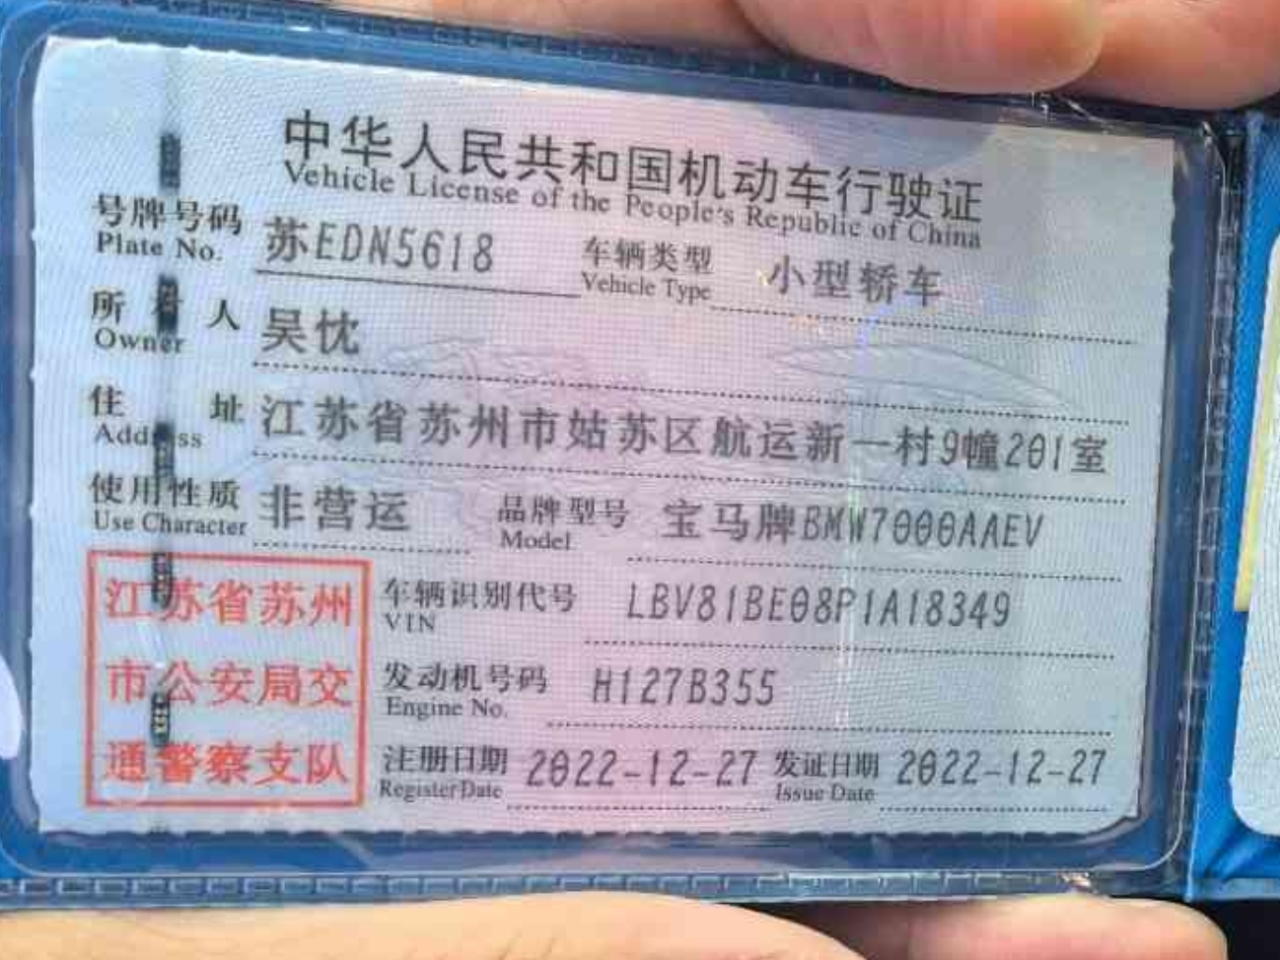 中华人民共和国机动车行驶证
Vehicle License of the People's Republic of China
号牌号码 苏EDN5618 车辆类型 小型轿车
Plate No. Vehicle Type
所有人 吴忱
Owner
住址 江苏省苏州市姑苏区航运新一村9幢201室
Address
使用性质 非营运 品牌型号 宝马牌BMW7000AAEV
Use Character Model
江苏省苏州
市公安局交
通警察支队
车辆识别代号 LBV81BE08P1A18349
VIN
发动机号码 H127B355
Engine No.
注册日期 2022-12-27 发证日期 2022-12-27
Register Date Issue Date